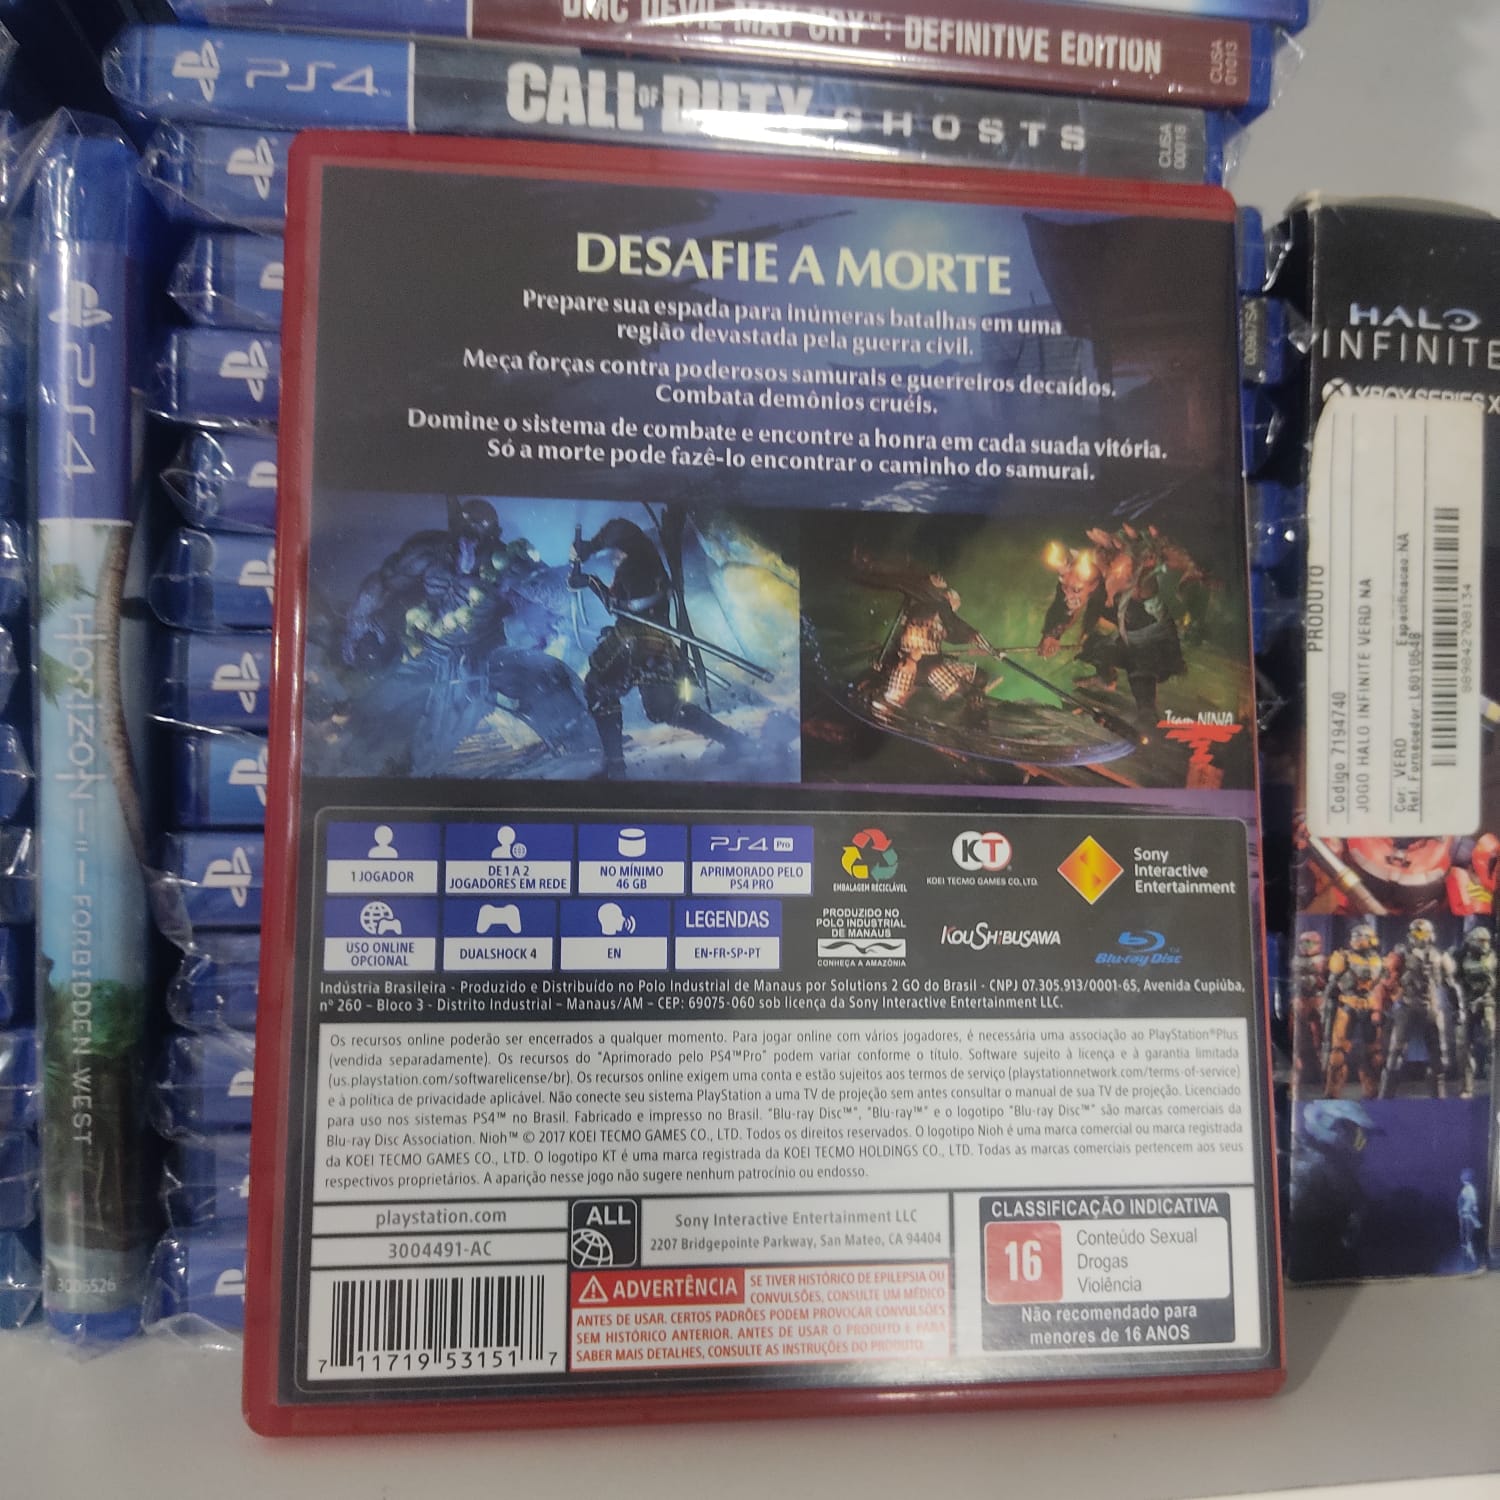 DMC DEVIL MAY CRY™: DEFINITIVE EDITION
CUSA
01013
PS4
CALL OF DUTY GHOSTS
CUSA
00018
PS4
HORIZON
FORBIDDEN WEST
3005526
DESAFIE A MORTE
Prepare sua espada para inúmeras batalhas em uma
região devastada pela guerra civil.
Meça forças contra poderosos samurais e guerreiros decaídos.
Combata demônios cruéis.
Domine o sistema de combate e encontre a honra em cada suada vitória.
Só a morte pode fazê-lo encontrar o caminho do samurai.
Team NINJA
1 JOGADOR
DE 1 A 2
JOGADORES EM REDE
NO MÍNIMO
46 GB
PS4 Pro
APRIMORADO PELO
PS4 PRO
USO ONLINE
OPCIONAL
DUALSHOCK 4
EN
LEGENDAS
EN-FR-SP-PT
EMBALAGEM RECICLÁVEL
KT
KOEI TECMO GAMES CO., LTD.
Sony
Interactive
Entertainment
PRODUZIDO NO
POLO INDUSTRIAL
DE MANAUS
CONHEÇA A AMAZÔNIA
KOU SHIBUSAWA
Blu-ray Disc™
Indústria Brasileira - Produzido e Distribuído no Polo Industrial de Manaus por Solutions 2 GO do Brasil - CNPJ 07.305.913/0001-65, Avenida Cupiúba,
nº 260 – Bloco 3 - Distrito Industrial – Manaus/AM – CEP: 69075-060 sob licença da Sony Interactive Entertainment LLC.
Os recursos online poderão ser encerrados a qualquer momento. Para jogar online com vários jogadores, é necessária uma associação ao PlayStation®Plus
(vendida separadamente). Os recursos do "Aprimorado pelo PS4™Pro" podem variar conforme o título. Software sujeito à licença e à garantia limitada
(us.playstation.com/softwarelicense/br). Os recursos online exigem uma conta e estão sujeitos aos termos de serviço (playstationnetwork.com/terms-of-service)
e à política de privacidade aplicável. Não conecte seu sistema PlayStation a uma TV de projeção sem antes consultar o manual de sua TV de projeção. Licenciado
para uso nos sistemas PS4™ no Brasil. Fabricado e impresso no Brasil. "Blu-ray Disc™", "Blu-ray™" e o logotipo "Blu-ray Disc™" são marcas comerciais da
Blu-ray Disc Association. Nioh™ © 2017 KOEI TECMO GAMES CO., LTD. Todos os direitos reservados. O logotipo Nioh é uma marca comercial ou marca registrada
da KOEI TECMO GAMES CO., LTD. O logotipo KT é uma marca registrada da KOEI TECMO HOLDINGS CO., LTD. Todas as marcas comerciais pertencem aos seus
respectivos proprietários. A aparição nesse jogo não sugere nenhum patrocínio ou endosso.
playstation.com
3004491-AC
ALL
Sony Interactive Entertainment LLC
2207 Bridgepointe Parkway, San Mateo, CA 94404
ADVERTÊNCIA
SE TIVER HISTÓRICO DE EPILEPSIA OU
CONVULSÕES, CONSULTE UM MÉDICO
ANTES DE USAR. CERTOS PADRÕES PODEM PROVOCAR CONVULSÕES
SEM HISTÓRICO ANTERIOR. ANTES DE USAR O PRODUTO E PARA
SABER MAIS DETALHES, CONSULTE AS INSTRUÇÕES DO PRODUTO.
7 11719 53151 7
CLASSIFICAÇÃO INDICATIVA
16
Conteúdo Sexual
Drogas
Violência
Não recomendado para
menores de 16 ANOS
HALO
INFINITE
XBOX SERIES X
PRODUTO
Codigo 7194740
JOGO HALO INFINITE VERD NA
Cor: VERD
Especificacao NA
Ref Fornecedor: L6010648
889842708134